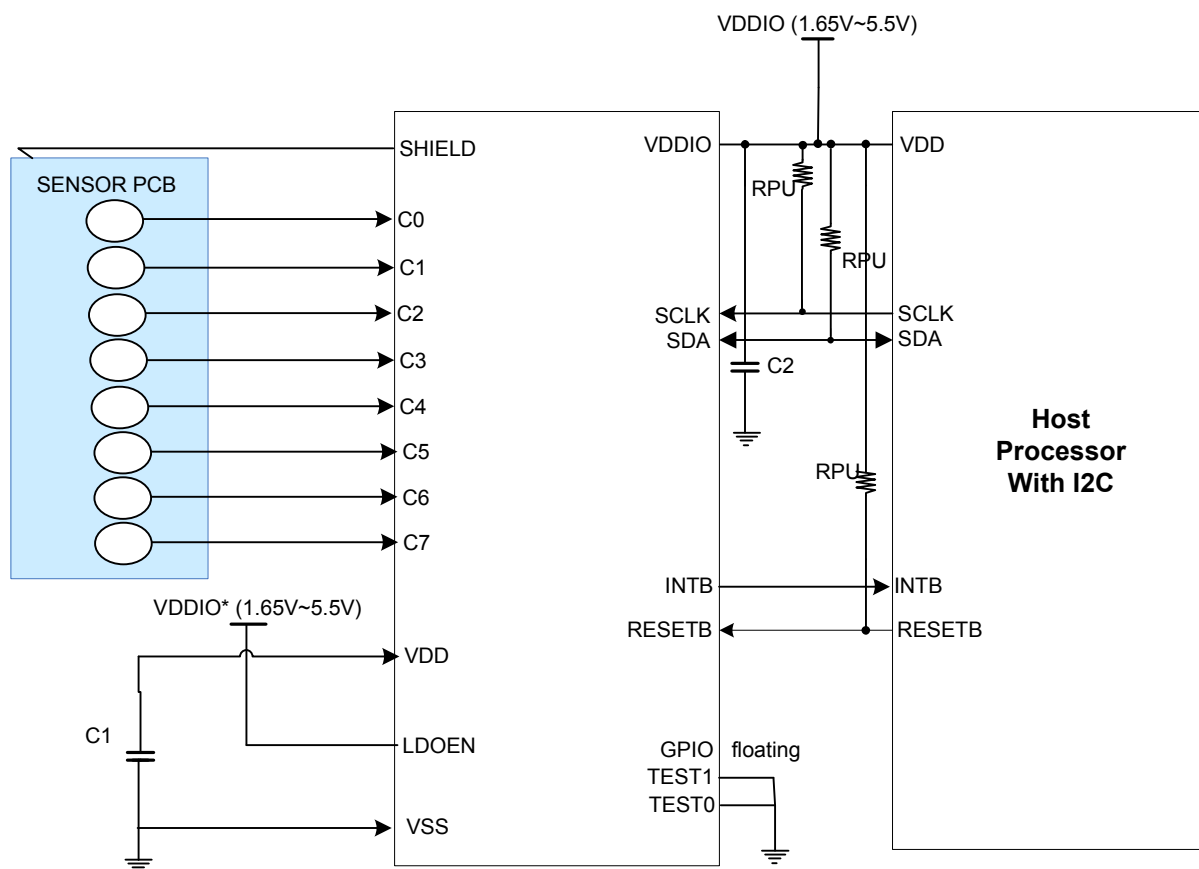 VDDIO (1.65V~5.5V)
SHIELD
VDDIO
VDD
SENSOR PCB
RPU
C0
RPU
C1
C2
SCLK
SCLK
SDA
SDA
C3
C2
C4
Host
Processor
With I2C
C5
RPU
C6
C7
INTB
INTB
VDDIO* (1.65V~5.5V)
RESETB
RESETB
VDD
C1
LDOEN
GPIO floating
TEST1
TEST0
VSS